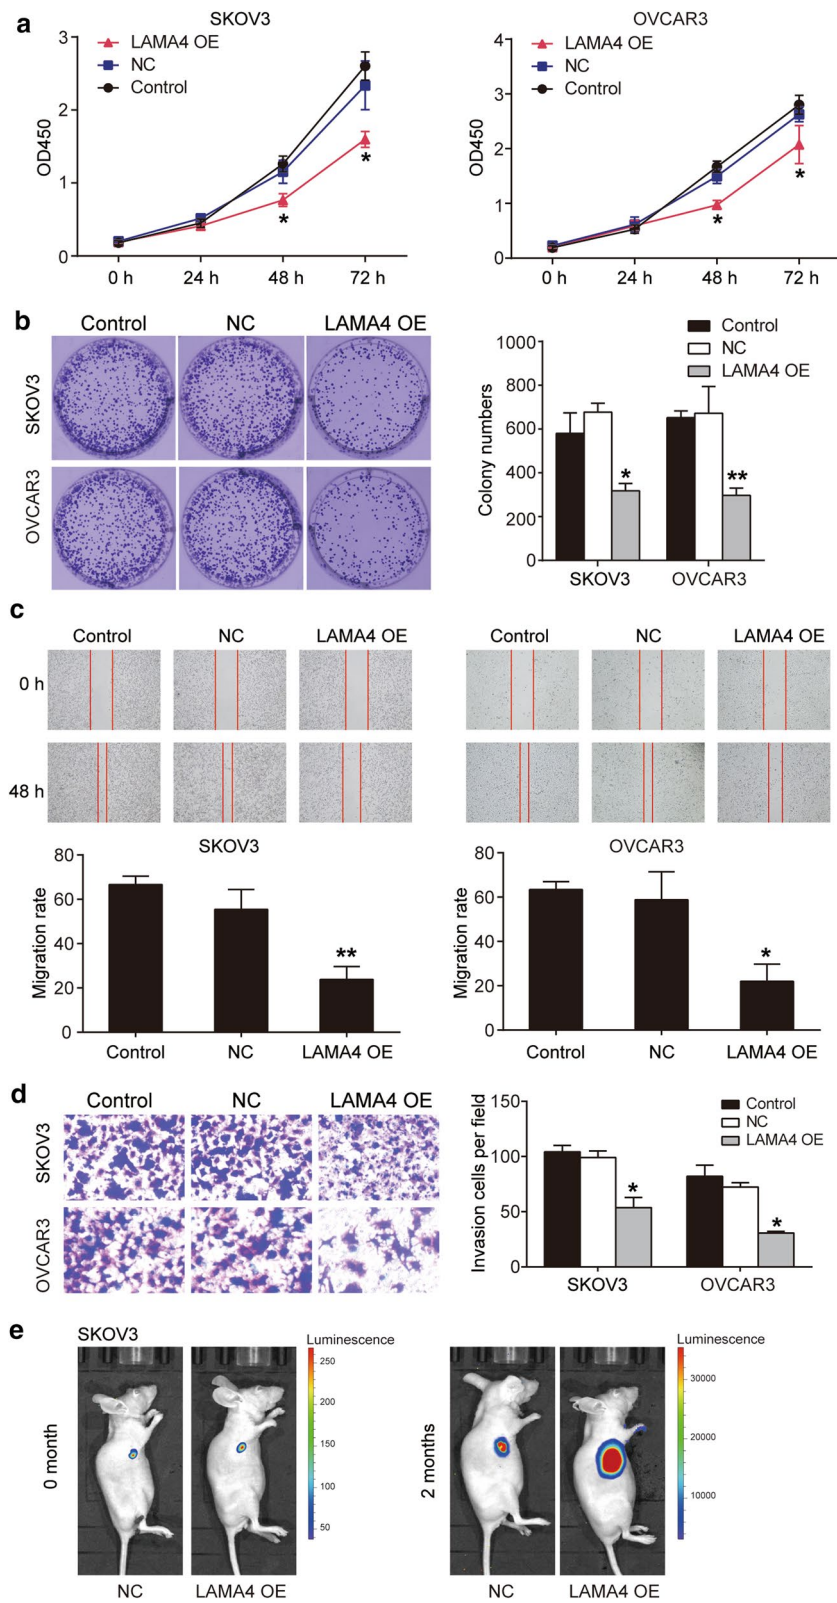 a
SKOV3
LAMA4 OE
NC
Control
OD450
3
2
1
0
*
*
0 h 24 h 48 h 72 h
OVCAR3
LAMA4 OE
NC
Control
OD450
4
3
2
1
0
*
*
0 h 24 h 48 h 72 h
b
Control NC LAMA4 OE
SKOV3
OVCAR3
Control
NC
LAMA4 OE
Colony numbers
1000
800
600
400
200
0
*
**
SKOV3 OVCAR3
c
Control NC LAMA4 OE
Control NC LAMA4 OE
0 h
48 h
SKOV3
Migration rate
80
60
40
20
0
**
Control NC LAMA4 OE
OVCAR3
Migration rate
80
60
40
20
0
*
Control NC LAMA4 OE
d
Control NC LAMA4 OE
SKOV3
OVCAR3
Control
NC
LAMA4 OE
Invasion cells per field
150
100
50
0
*
*
SKOV3 OVCAR3
e
SKOV3
0 month
Luminescence
250
200
150
100
50
NC LAMA4 OE
2 months
Luminescence
30000
20000
10000
NC LAMA4 OE